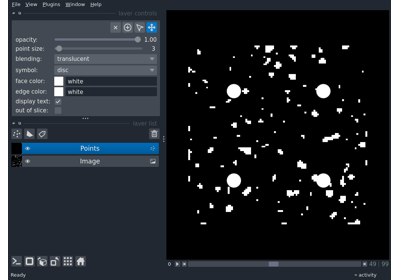 File View Plugins Window Help
layer controls
opacity: 1.00
point size: 3
blending: translucent
symbol: disc
face color: white
edge color: white
display text:
out of slice:
layer list
Points
Image
49 99
Ready
activity